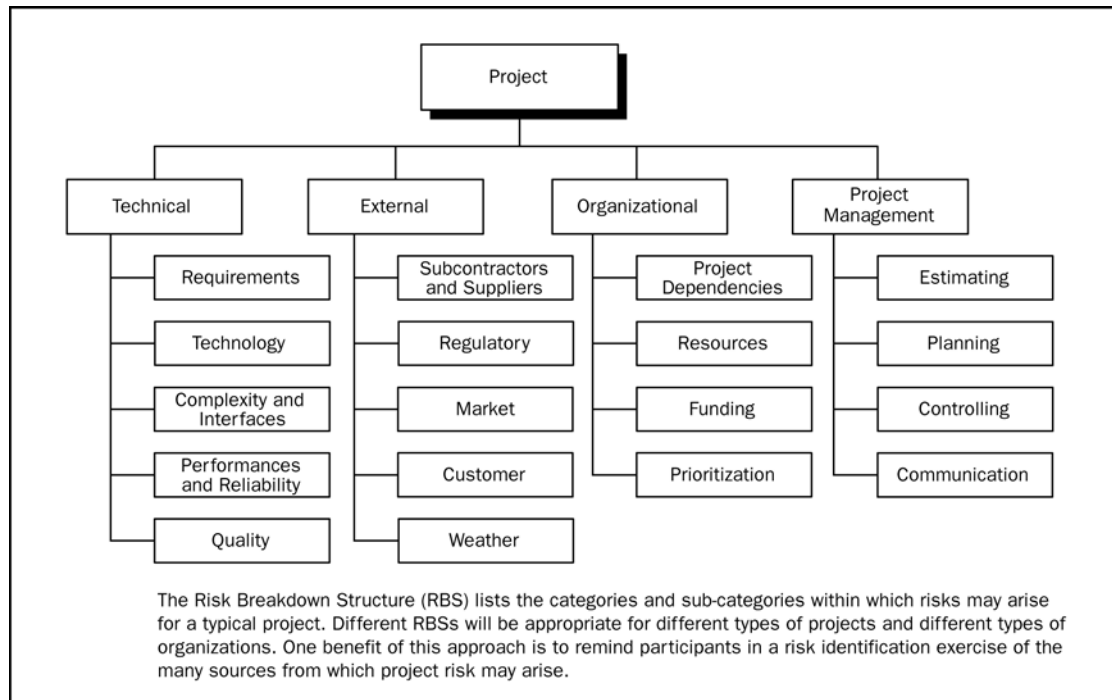 Project
Technical
External
Organizational
Project
Management
Requirements
Technology
Complexity and
Interfaces
Performances
and Reliability
Quality
Subcontractors
and Suppliers
Regulatory
Market
Customer
Weather
Project
Dependencies
Resources
Funding
Prioritization
Estimating
Planning
Controlling
Communication
The Risk Breakdown Structure (RBS) lists the categories and sub-categories within which risks may arise
for a typical project. Different RBSs will be appropriate for different types of projects and different types of
organizations. One benefit of this approach is to remind participants in a risk identification exercise of the
many sources from which project risk may arise.